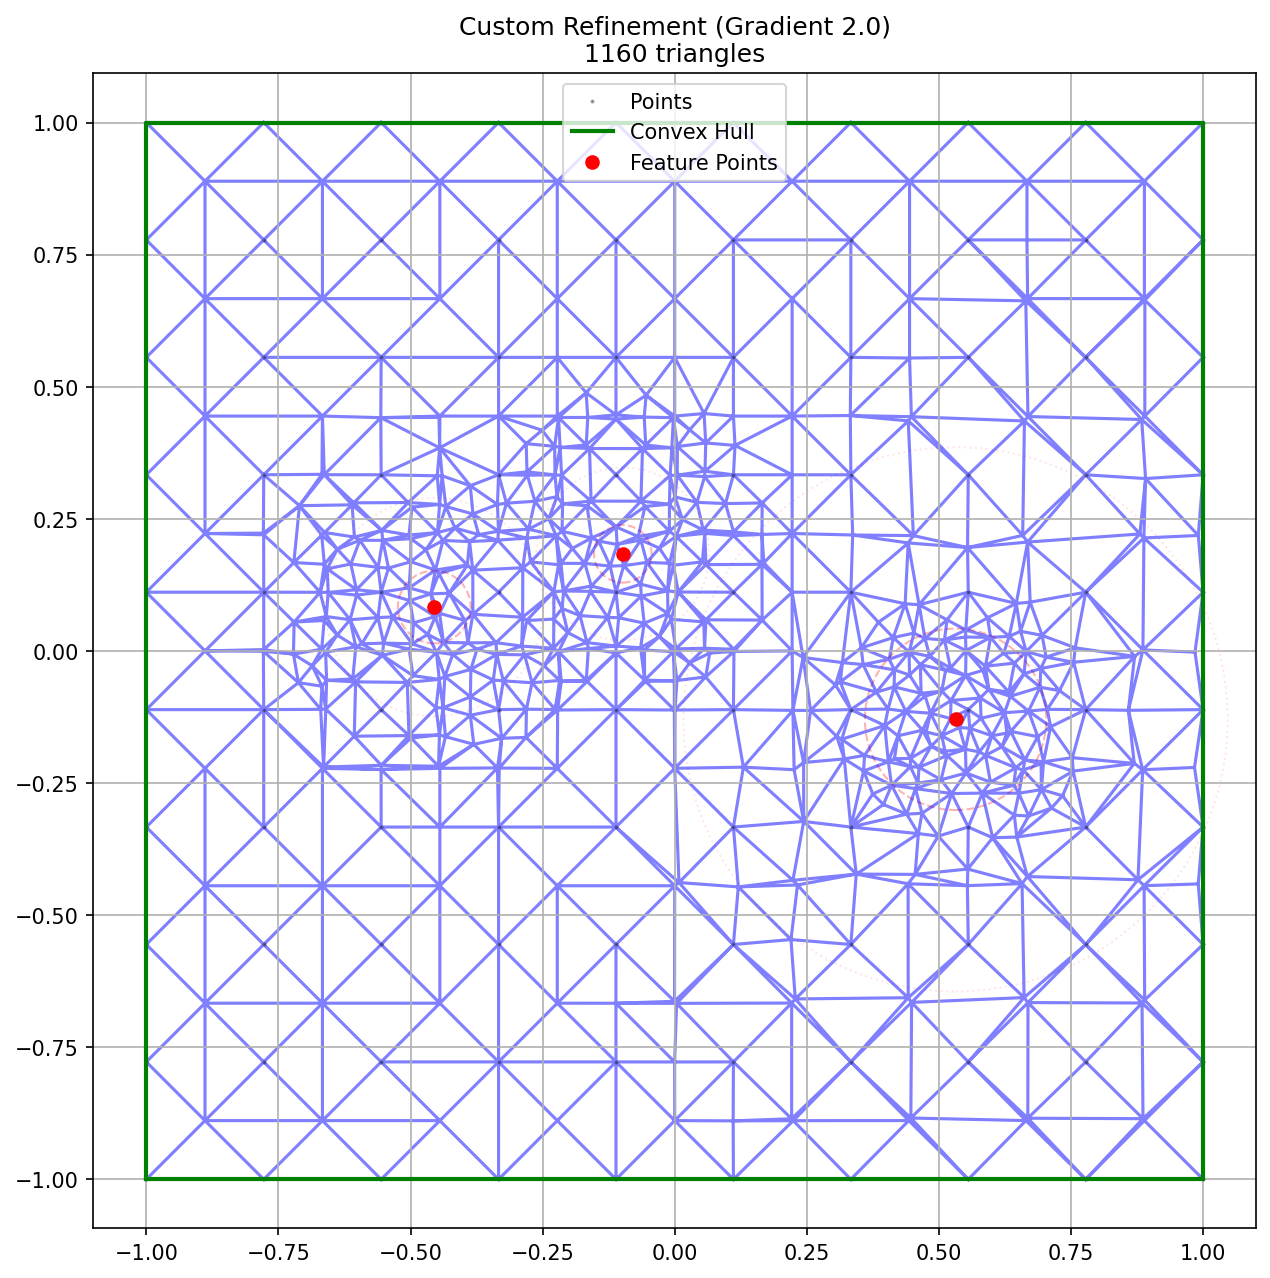 Custom Refinement (Gradient 2.0)
1160 triangles
Points
Convex Hull
Feature Points
1.00
0.75
0.50
0.25
0.00
−0.25
−0.50
−0.75
−1.00
−1.00 −0.75 −0.50 −0.25 0.00 0.25 0.50 0.75 1.00